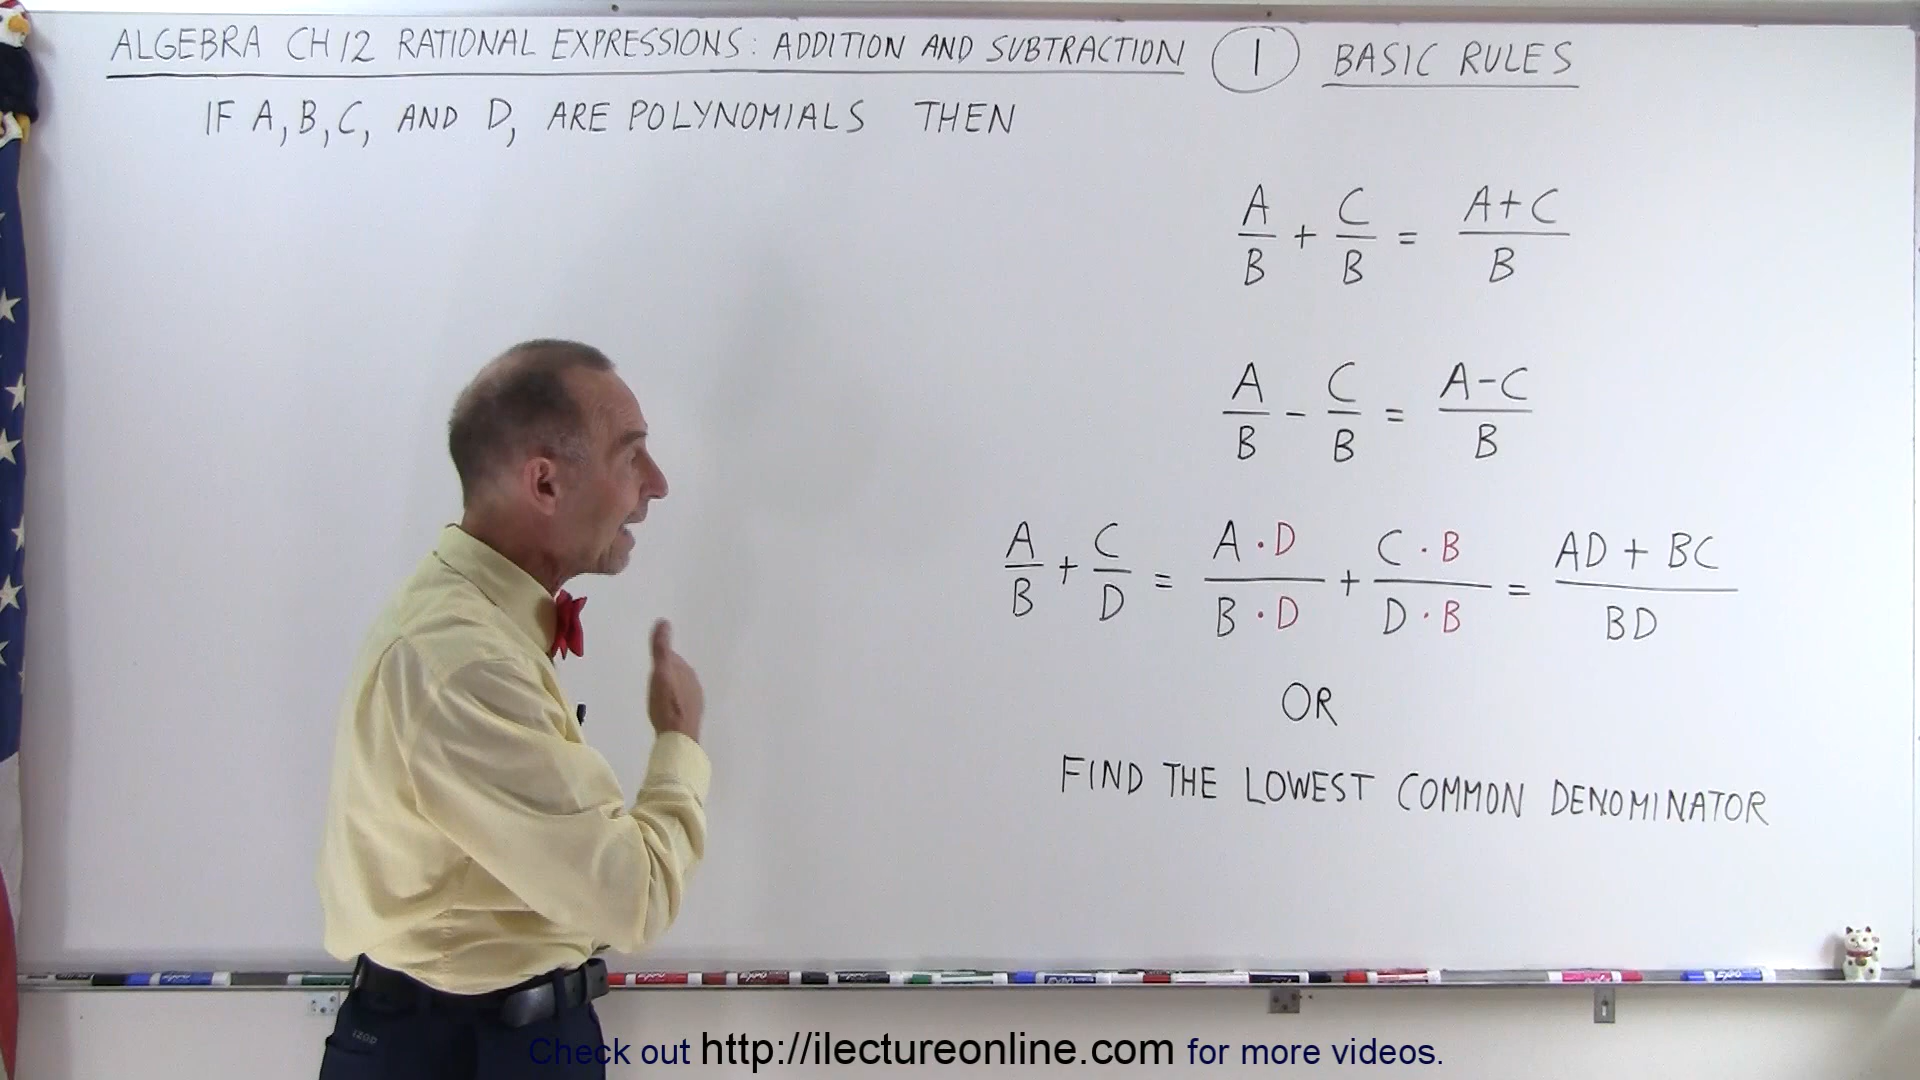 ALGEBRA CH 12 RATIONAL EXPRESSIONS: ADDITION AND SUBTRACTION 1 BASIC RULES
IF A, B, C, AND D, ARE POLYNOMIALS THEN
A/B + C/B = A+C/B
A/B - C/B = A-C/B
A/B + C/D = A·D/B·D + C·B/D·B = AD + BC/BD
OR
FIND THE LOWEST COMMON DENOMINATOR
IZOD
Check out http://ilectureonline.com for more videos.